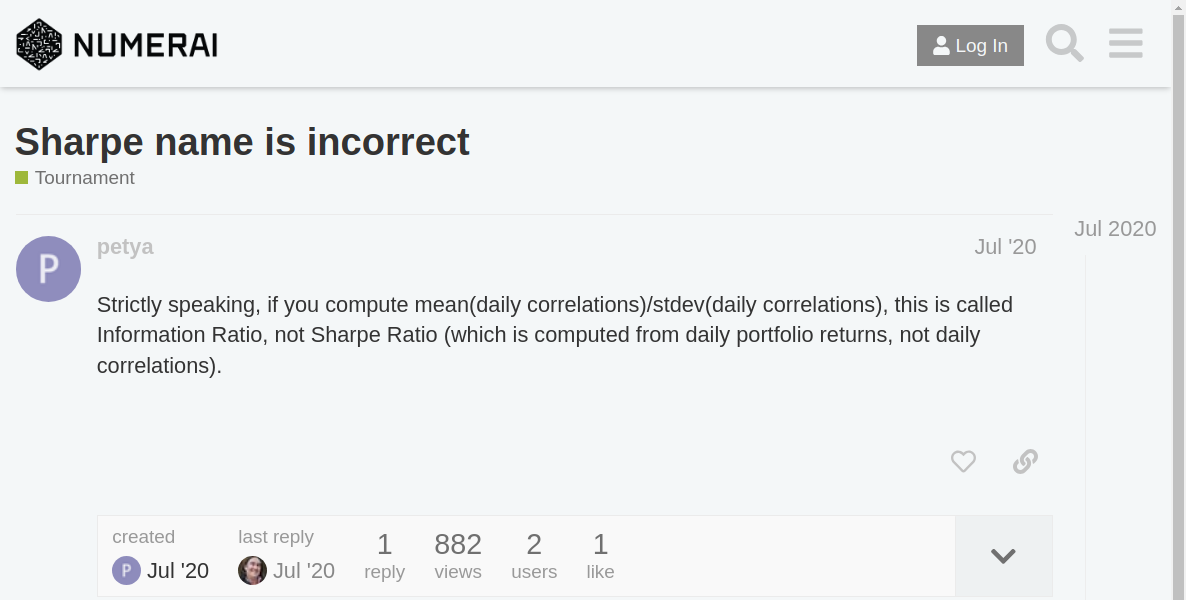 NUMERAI
Log In
Sharpe name is incorrect
Tournament
Jul 2020
P
petya
Jul '20
Strictly speaking, if you compute mean(daily correlations)/stdev(daily correlations), this is called
Information Ratio, not Sharpe Ratio (which is computed from daily portfolio returns, not daily
correlations).
created
last reply
1
882
2
1
P
Jul '20
Jul '20
reply
views
users
like